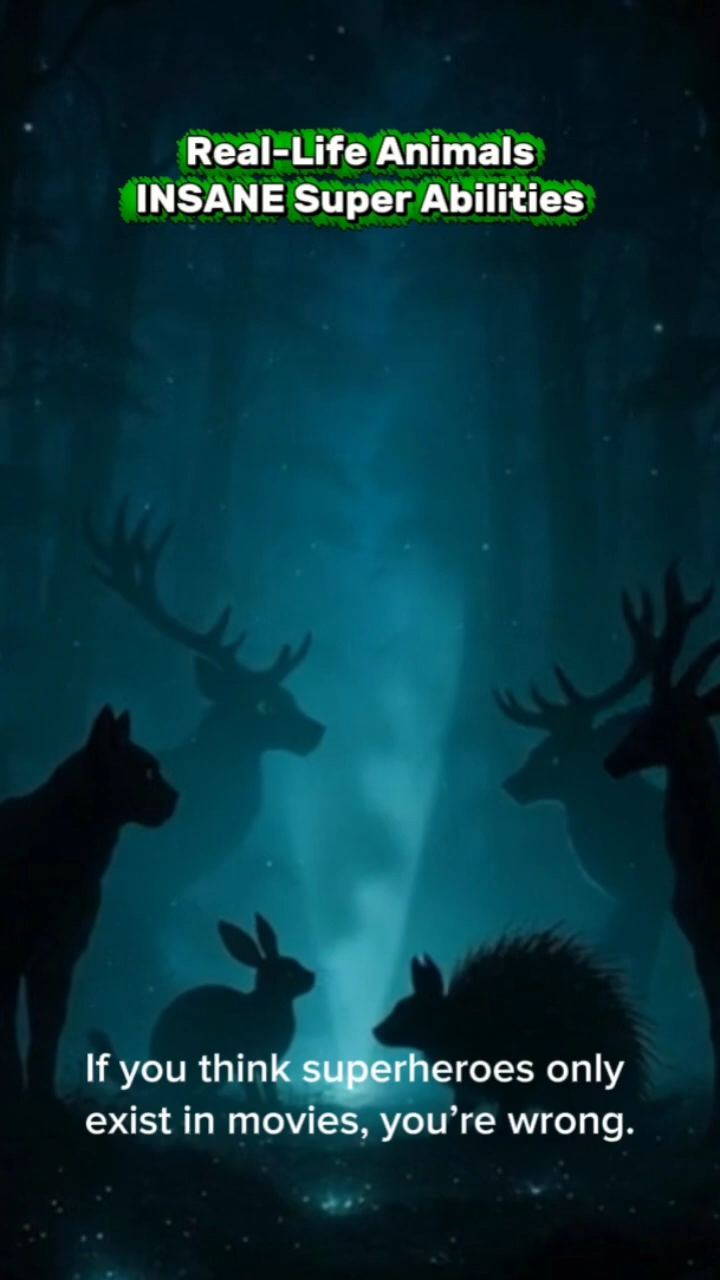 Real-Life Animals
INSANE Super Abilities
If you think superheroes only
exist in movies, you’re wrong.